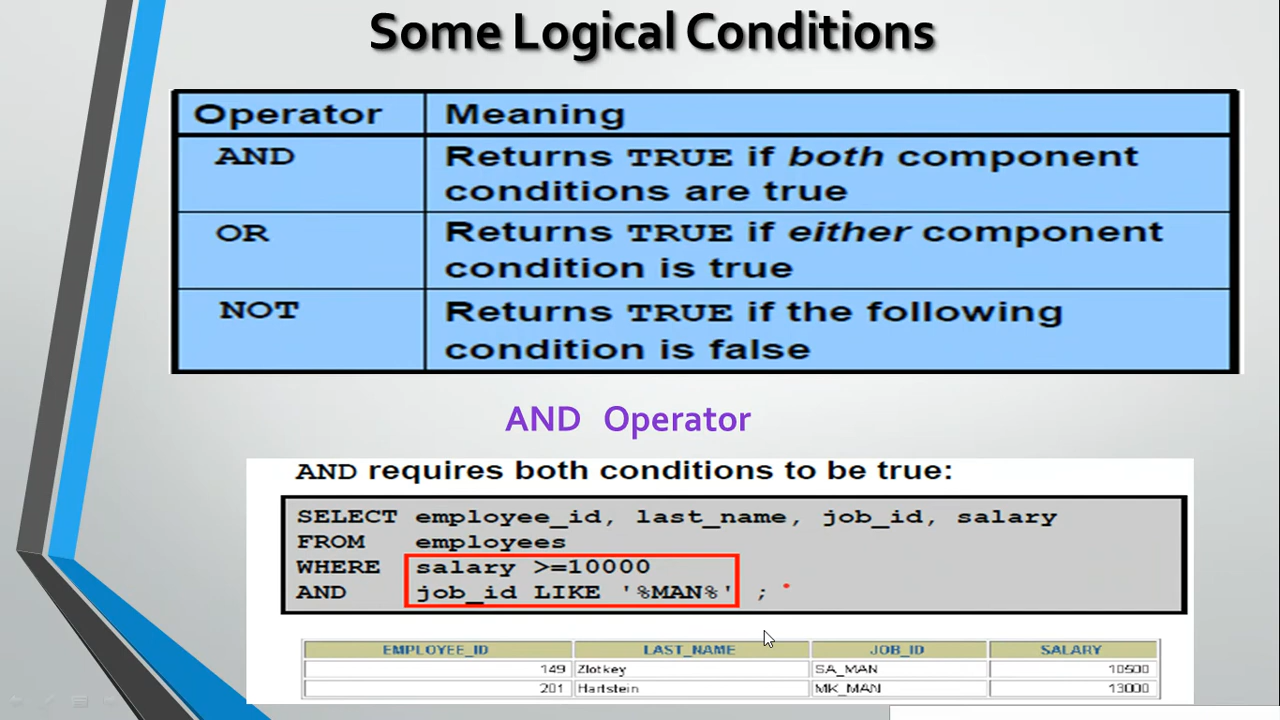 Some Logical Conditions
Operator Meaning
AND Returns TRUE if both component
conditions are true
OR Returns TRUE if either component
condition is true
NOT Returns TRUE if the following
condition is false
AND Operator
AND requires both conditions to be true:
SELECT employee_id, last_name, job_id, salary
FROM employees
WHERE salary >=10000
AND job_id LIKE '%MAN%' ;
EMPLOYEE_ID LAST_NAME JOB_ID SALARY
149 Zlotkey SA_MAN 10500
201 Hartstein MK_MAN 13000